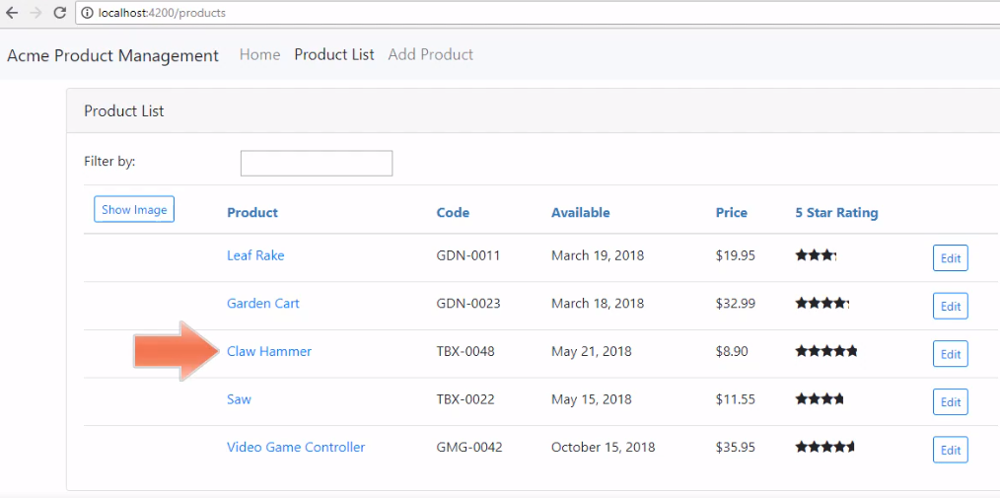 localhost:4200/products
Acme Product Management Home Product List Add Product
Product List
Filter by:
Show Image Product Code Available Price 5 Star Rating
Leaf Rake GDN-0011 March 19, 2018 $19.95 Edit
Garden Cart GDN-0023 March 18, 2018 $32.99 Edit
Claw Hammer TBX-0048 May 21, 2018 $8.90 Edit
Saw TBX-0022 May 15, 2018 $11.55 Edit
Video Game Controller GMG-0042 October 15, 2018 $35.95 Edit